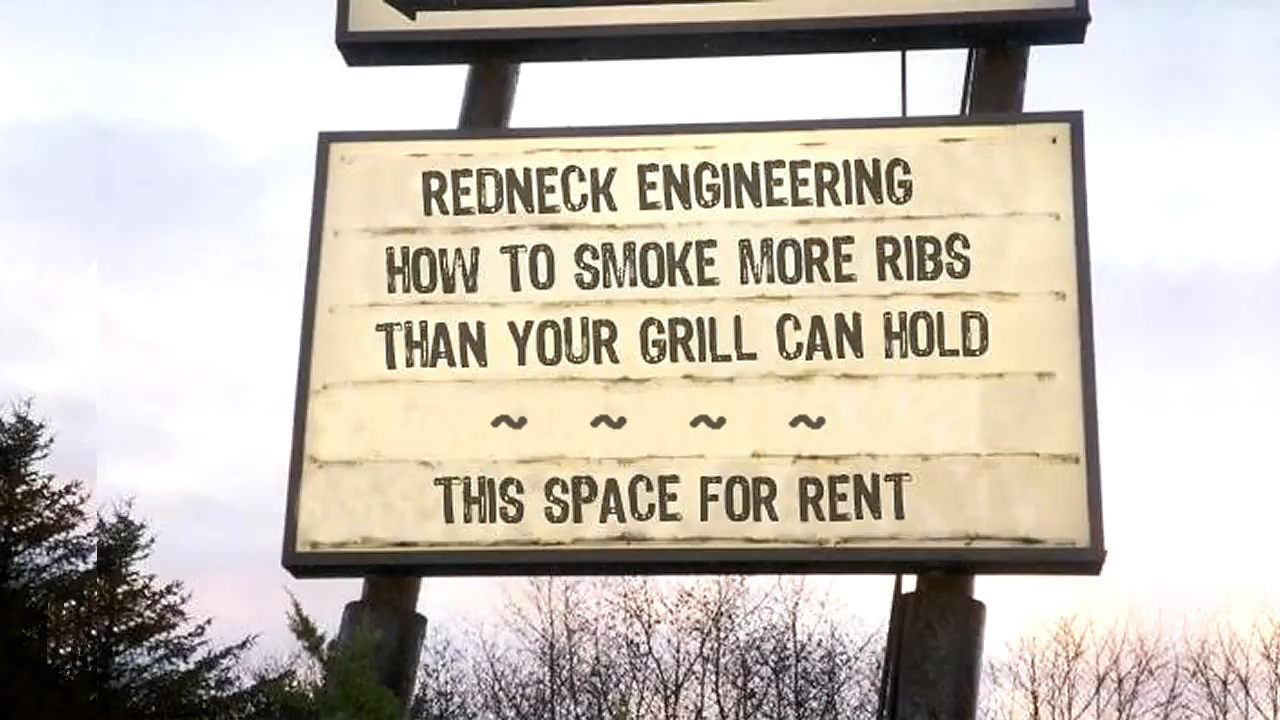 REDNECK ENGINEERING
HOW TO SMOKE MORE RIBS
THAN YOUR GRILL CAN HOLD
~ ~ ~ ~
THIS SPACE FOR RENT